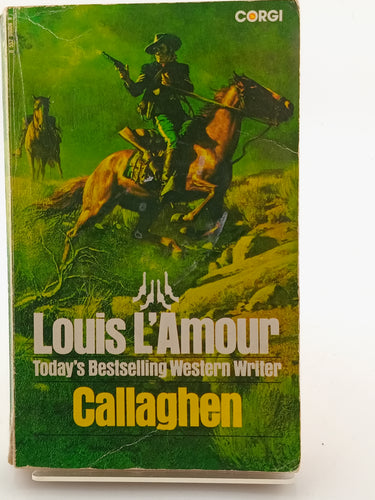 CORGI
Louis L'Amour
Today's Bestselling Western Writer
Callaghen